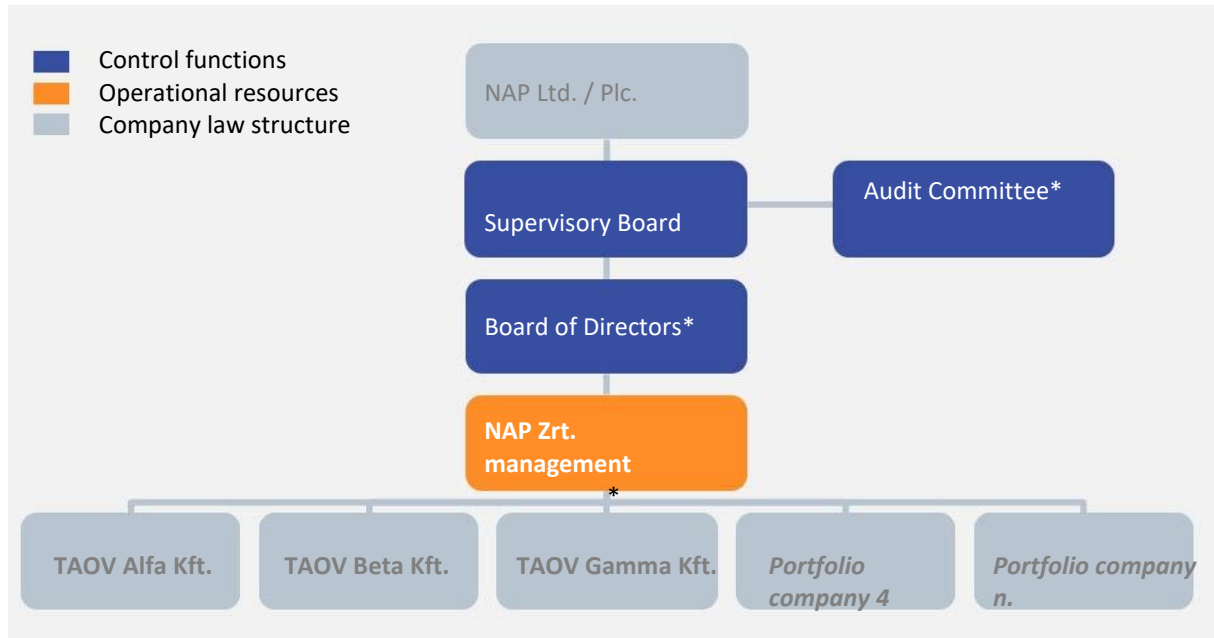 Control functions
Operational resources
Company law structure
NAP Ltd. / Plc.
Supervisory Board
Audit Committee*
Board of Directors*
NAP Zrt.
management
*
TAOV Alfa Kft.
TAOV Beta Kft.
TAOV Gamma Kft.
Portfolio
company 4
Portfolio company
n.